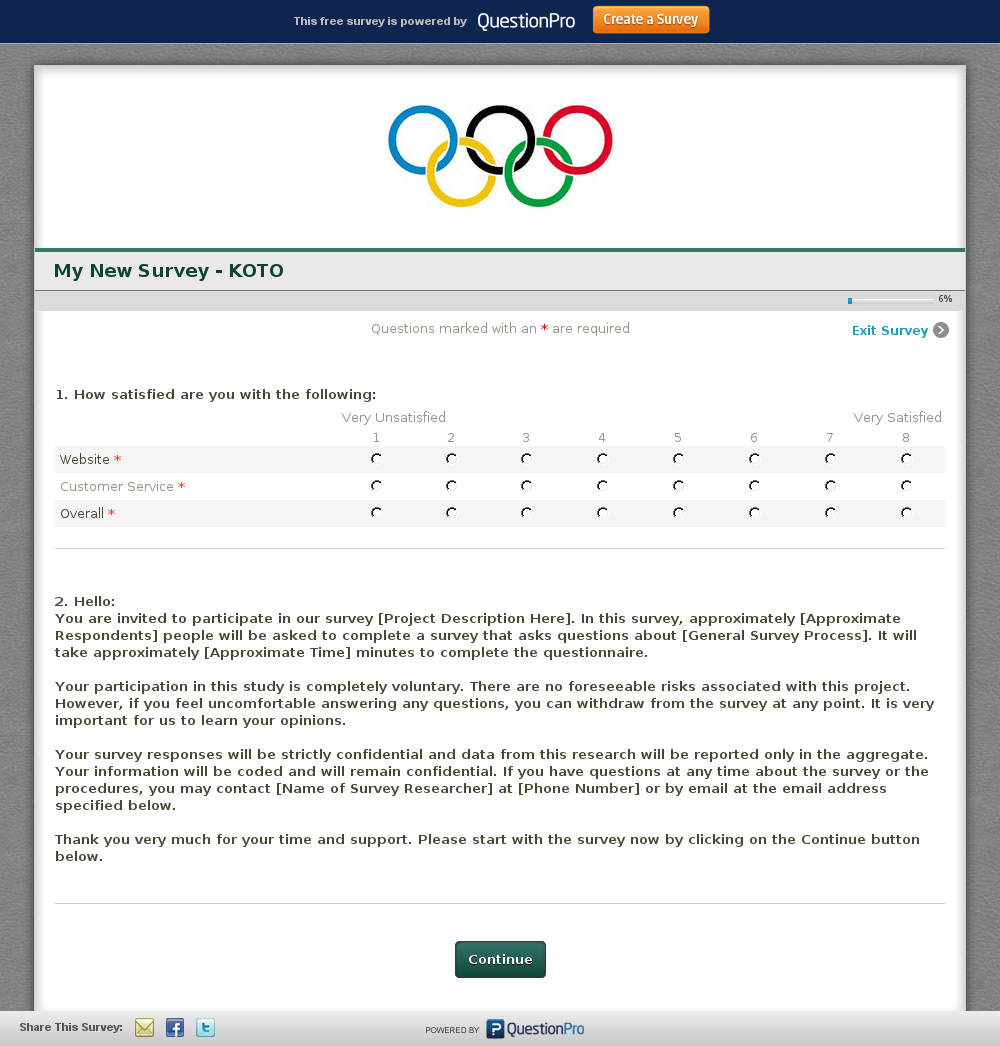 This free survey is powered by QuestionPro Create a Survey
My New Survey - KOTO
6%
Questions marked with an * are required
Exit Survey
1. How satisfied are you with the following:
Very Unsatisfied Very Satisfied
1 2 3 4 5 6 7 8
Website *
Customer Service *
Overall *
2. Hello:
You are invited to participate in our survey [Project Description Here]. In this survey, approximately [Approximate
Respondents] people will be asked to complete a survey that asks questions about [General Survey Process]. It will
take approximately [Approximate Time] minutes to complete the questionnaire.
Your participation in this study is completely voluntary. There are no foreseeable risks associated with this project.
However, if you feel uncomfortable answering any questions, you can withdraw from the survey at any point. It is very
important for us to learn your opinions.
Your survey responses will be strictly confidential and data from this research will be reported only in the aggregate.
Your information will be coded and will remain confidential. If you have questions at any time about the survey or the
procedures, you may contact [Name of Survey Researcher] at [Phone Number] or by email at the email address
specified below.
Thank you very much for your time and support. Please start with the survey now by clicking on the Continue button
below.
Continue
Share This Survey: POWERED BY QuestionPro